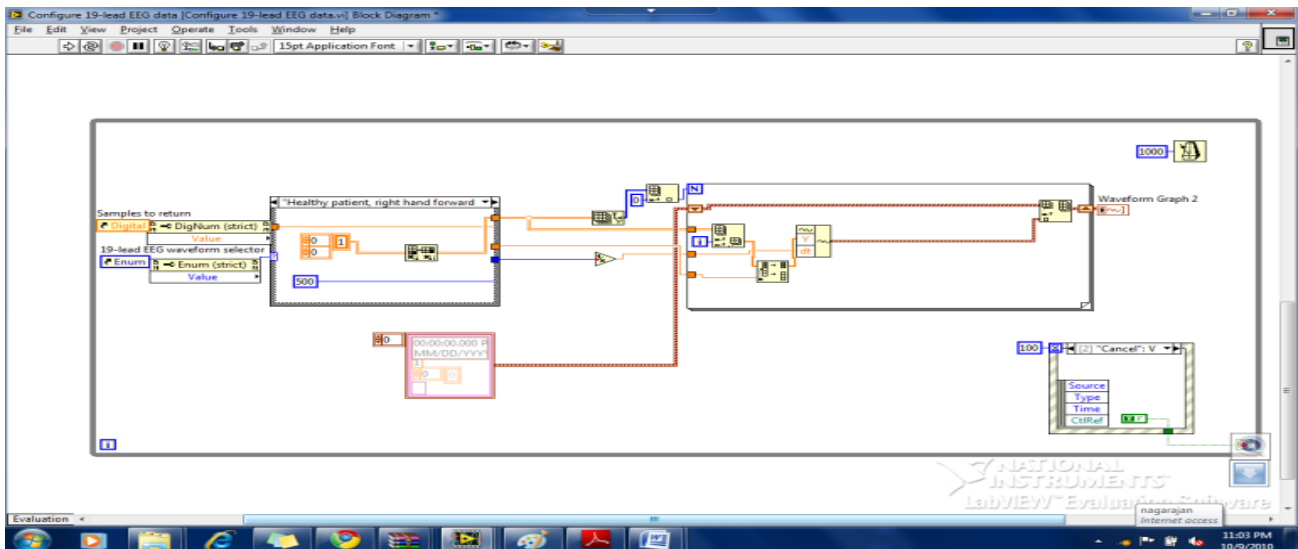 Configure 19-lead EEG data [Configure 19-lead EEG data.vi] Block Diagram *
File Edit View Project Operate Tools Window Help
15pt Application Font
1000
"Healthy patient, right hand forward
0
N
Waveform Graph 2
Samples to return
Digital
DigNum (strict)
Value
0
0
1
i
Y
dt
19-lead EEG waveform selector
Enum
Enum (strict)
Value
500
0
00:00:00.000 P
MM/DD/YYYY
1
0
0
100
[2] "Cancel": V
Source
Type
Time
CtlRef
i
NATIONAL
INSTRUMENTS
LabVIEW Evaluation Software
Evaluation
nagarajan
Internet access
11:03 PM
10/9/2010